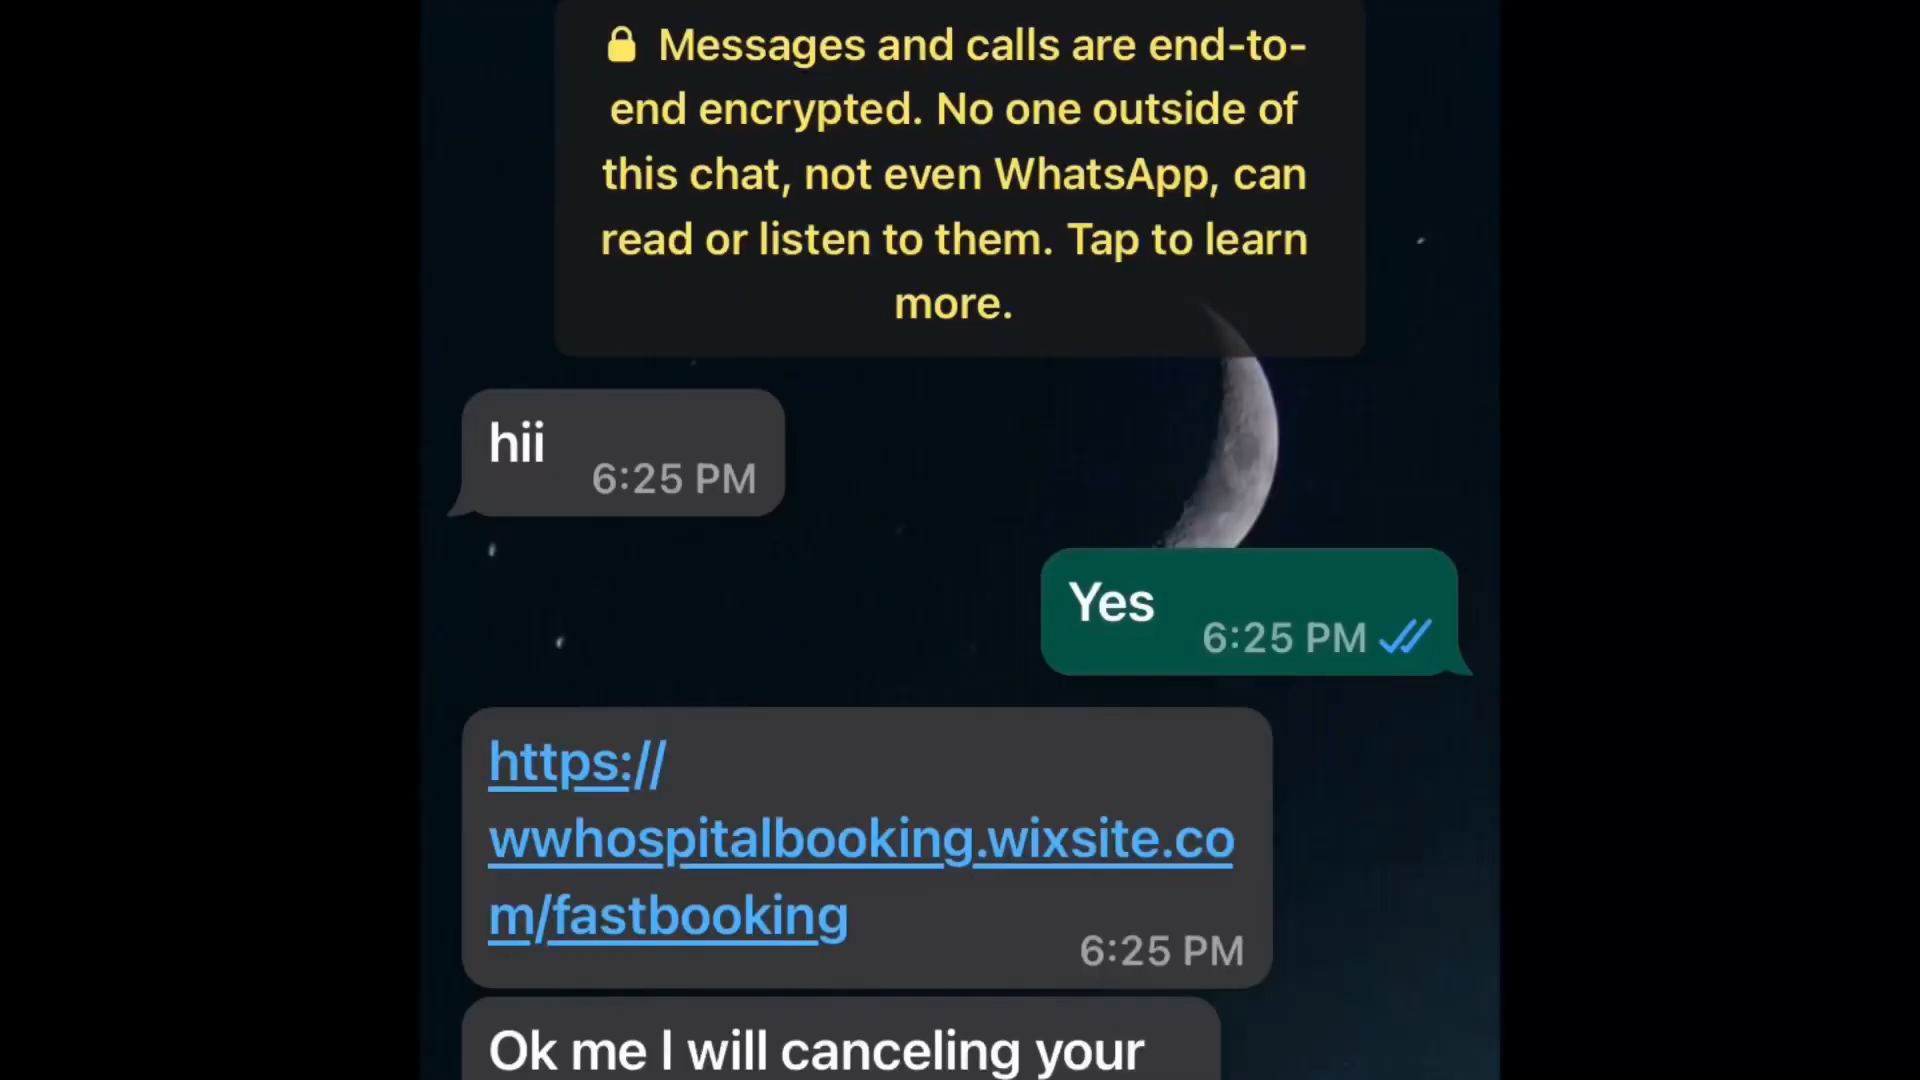 Messages and calls are end-to-
end encrypted. No one outside of
this chat, not even WhatsApp, can
read or listen to them. Tap to learn
more.
hii
6:25 PM
Yes
6:25 PM
https://
wwhospitalbooking.wixsite.co
m/fastbooking
6:25 PM
Ok me I will canceling your